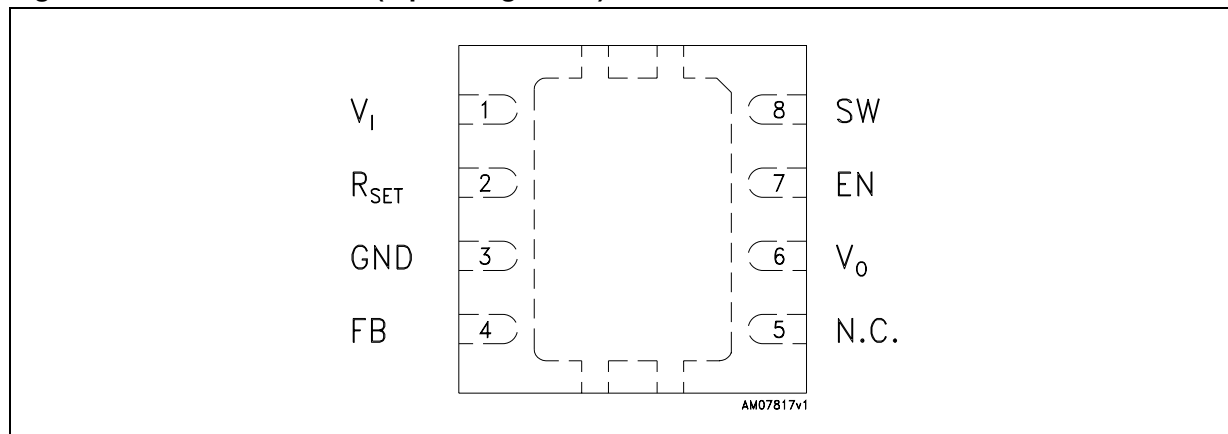 V_I 1 8 SW
R_SET 2 7 EN
GND 3 6 V_O
FB 4 5 N.C.
AM07817v1